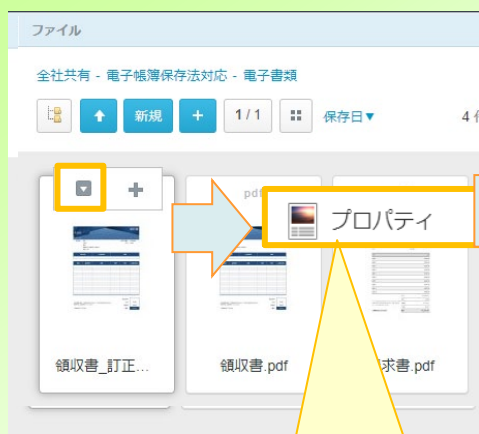 ファイル
全社共有 - 電子帳簿保存法対応 - 電子書類
新規
1/1
保存日▼
4
pdf
プロパティ
領収書_訂正...
領収書.pdf
求書.pdf